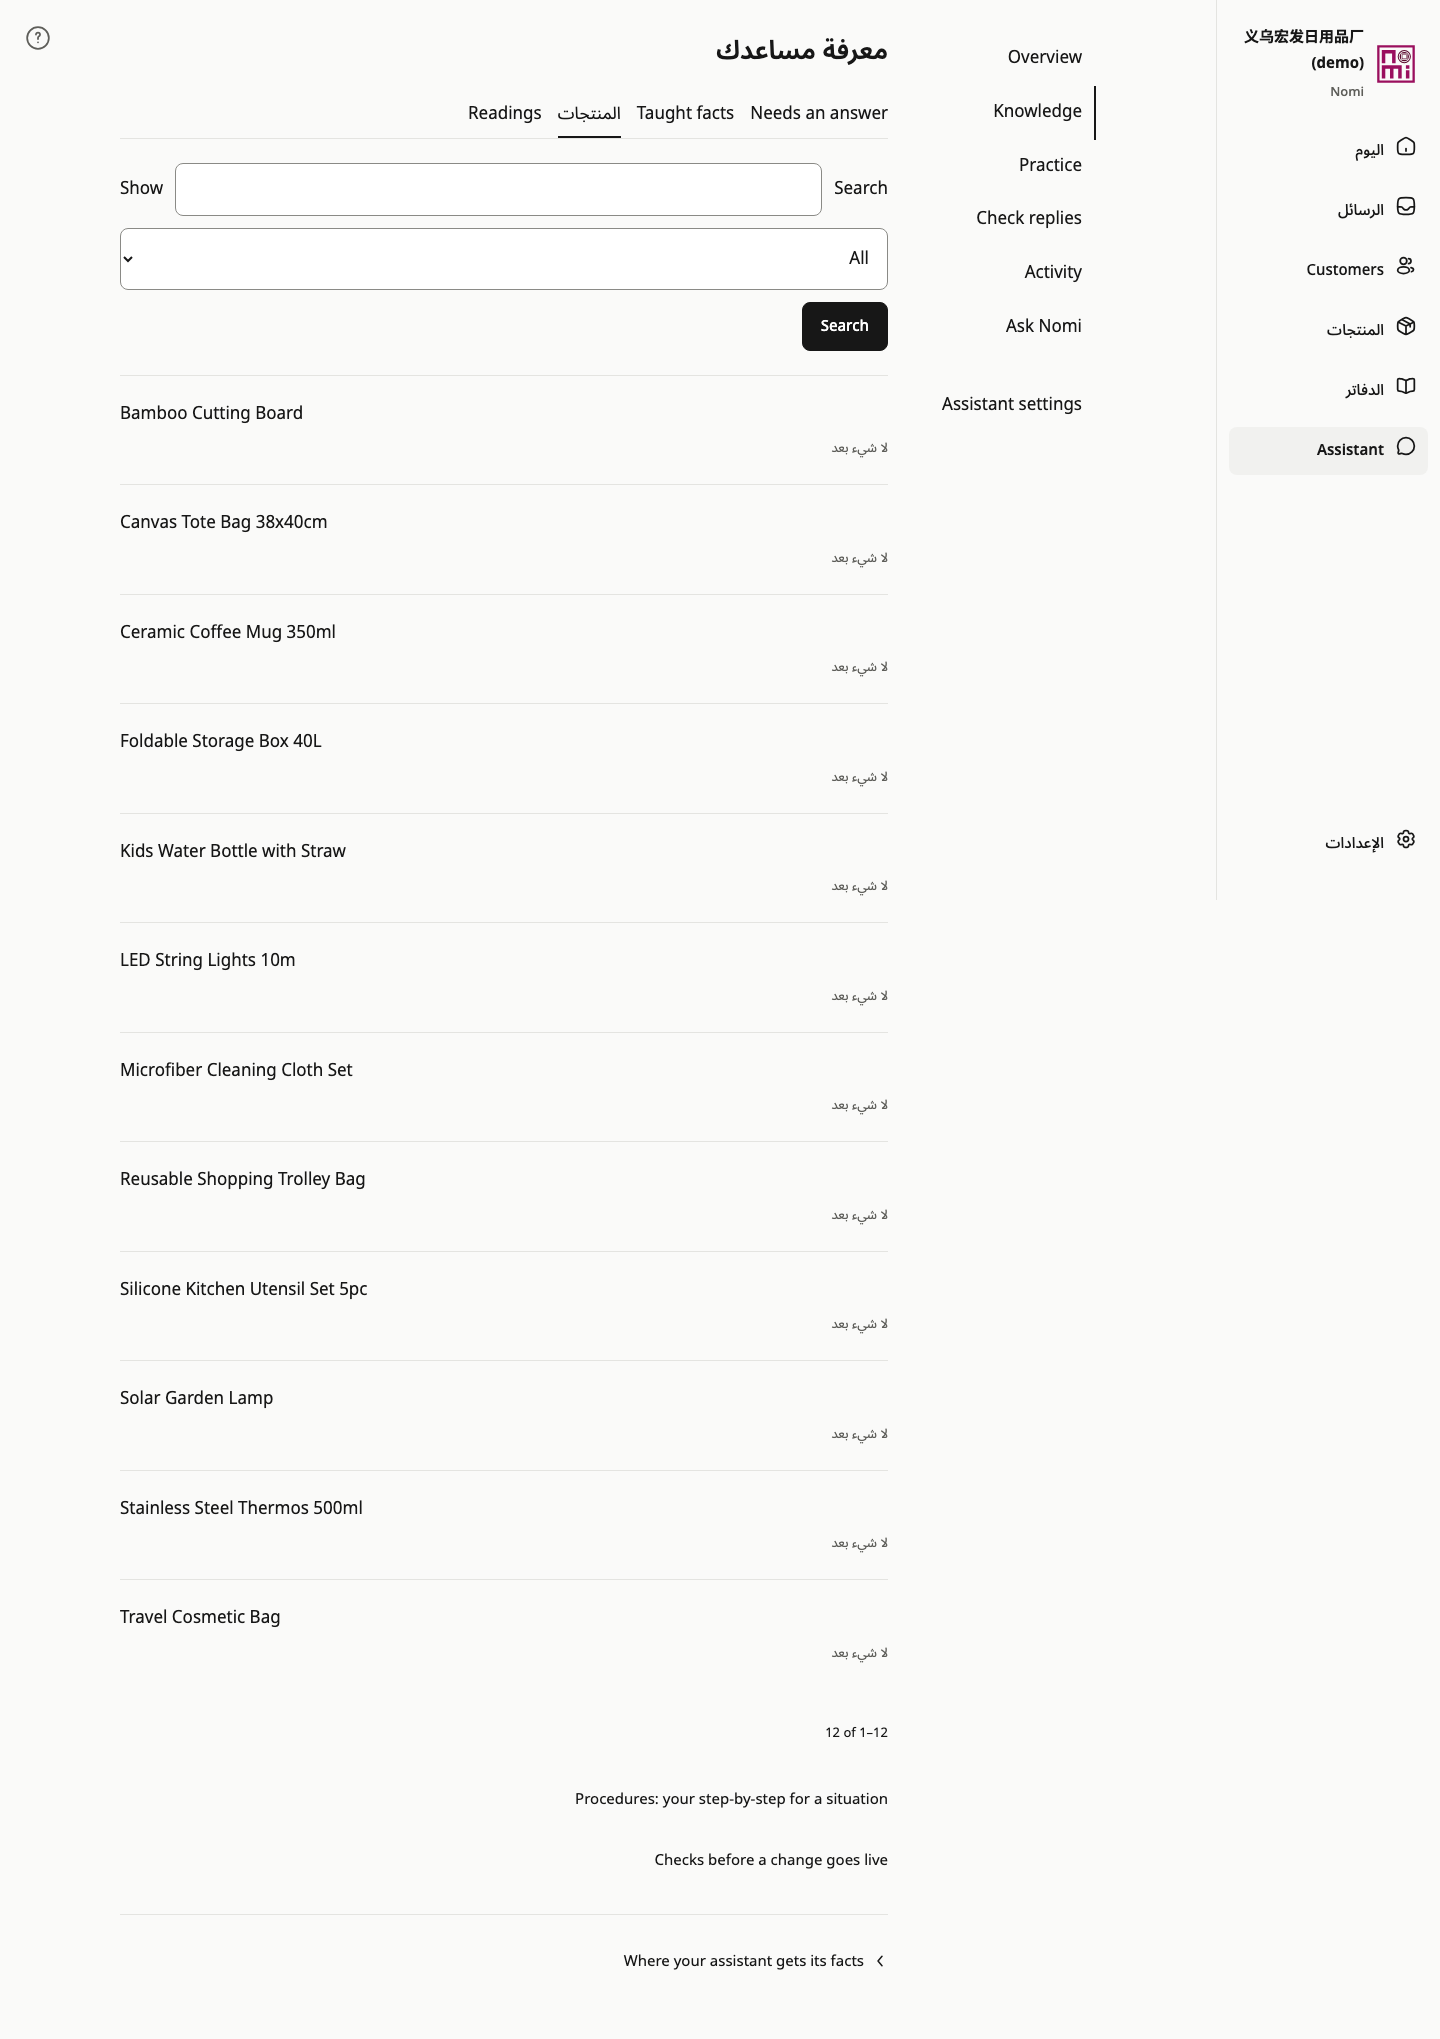 义乌宏发日用品厂
(demo)
Nomi
اليوم
الرسائل
Customers
المنتجات
الدفاتر
Assistant
الإعدادات
Overview
Knowledge
Practice
Check replies
Activity
Ask Nomi
Assistant settings
معرفة مساعدك
Needs an answer
Taught facts
المنتجات
Readings
Search
Show
All
Search
Bamboo Cutting Board
لا شيء بعد
Canvas Tote Bag 38x40cm
لا شيء بعد
Ceramic Coffee Mug 350ml
لا شيء بعد
Foldable Storage Box 40L
لا شيء بعد
Kids Water Bottle with Straw
لا شيء بعد
LED String Lights 10m
لا شيء بعد
Microfiber Cleaning Cloth Set
لا شيء بعد
Reusable Shopping Trolley Bag
لا شيء بعد
Silicone Kitchen Utensil Set 5pc
لا شيء بعد
Solar Garden Lamp
لا شيء بعد
Stainless Steel Thermos 500ml
لا شيء بعد
Travel Cosmetic Bag
لا شيء بعد
12 of 1–12
Procedures: your step-by-step for a situation
Checks before a change goes live
Where your assistant gets its facts